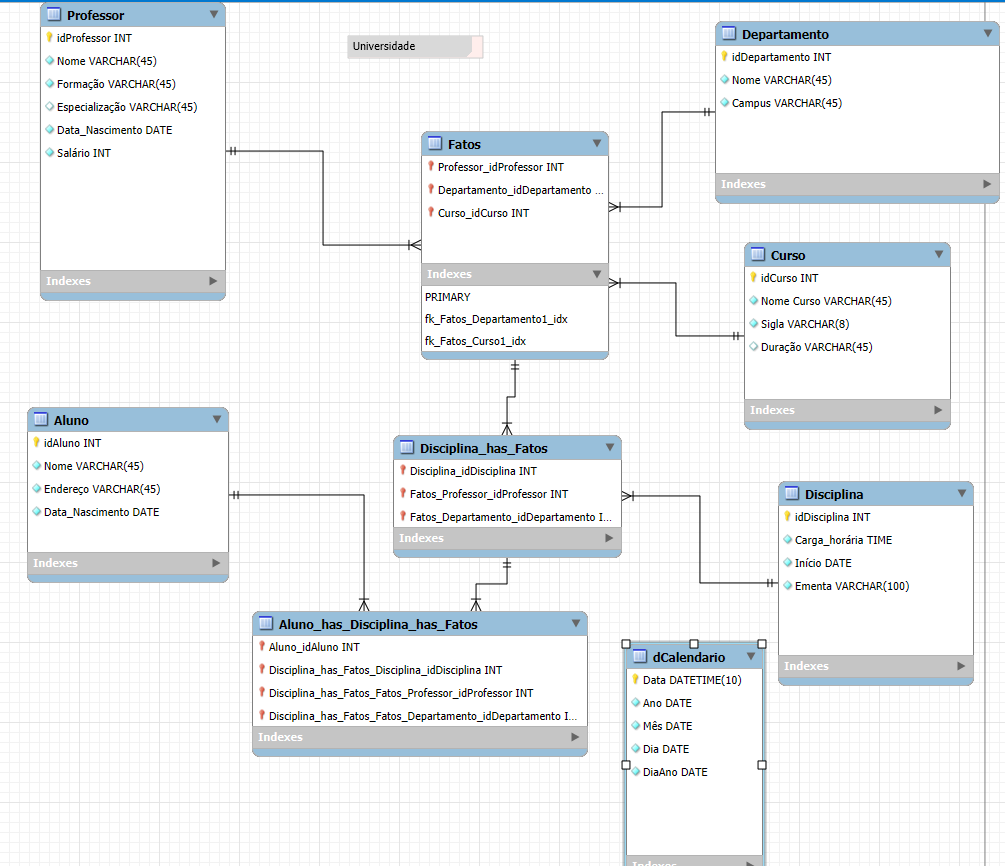 Professor
idProfessor INT
Nome VARCHAR(45)
Formação VARCHAR(45)
Especialização VARCHAR(45)
Data_Nascimento DATE
Salário INT
Indexes
Universidade
Departamento
idDepartamento INT
Nome VARCHAR(45)
Campus VARCHAR(45)
Indexes
Fatos
Professor_idProfessor INT
Departamento_idDepartamento ...
Curso_idCurso INT
Indexes
PRIMARY
fk_Fatos_Departamento1_idx
fk_Fatos_Curso1_idx
Curso
idCurso INT
Nome Curso VARCHAR(45)
Sigla VARCHAR(8)
Duração VARCHAR(45)
Indexes
Aluno
idAluno INT
Nome VARCHAR(45)
Endereço VARCHAR(45)
Data_Nascimento DATE
Indexes
Disciplina_has_Fatos
Disciplina_idDisciplina INT
Fatos_Professor_idProfessor INT
Fatos_Departamento_idDepartamento I...
Indexes
Disciplina
idDisciplina INT
Carga_horária TIME
Início DATE
Ementa VARCHAR(100)
Indexes
Aluno_has_Disciplina_has_Fatos
Aluno_idAluno INT
Disciplina_has_Fatos_Disciplina_idDisciplina INT
Disciplina_has_Fatos_Fatos_Professor_idProfessor INT
Disciplina_has_Fatos_Fatos_Departamento_idDepartamento I...
Indexes
dCalendario
Data DATETIME(10)
Ano DATE
Mês DATE
Dia DATE
DiaAno DATE
Indexes